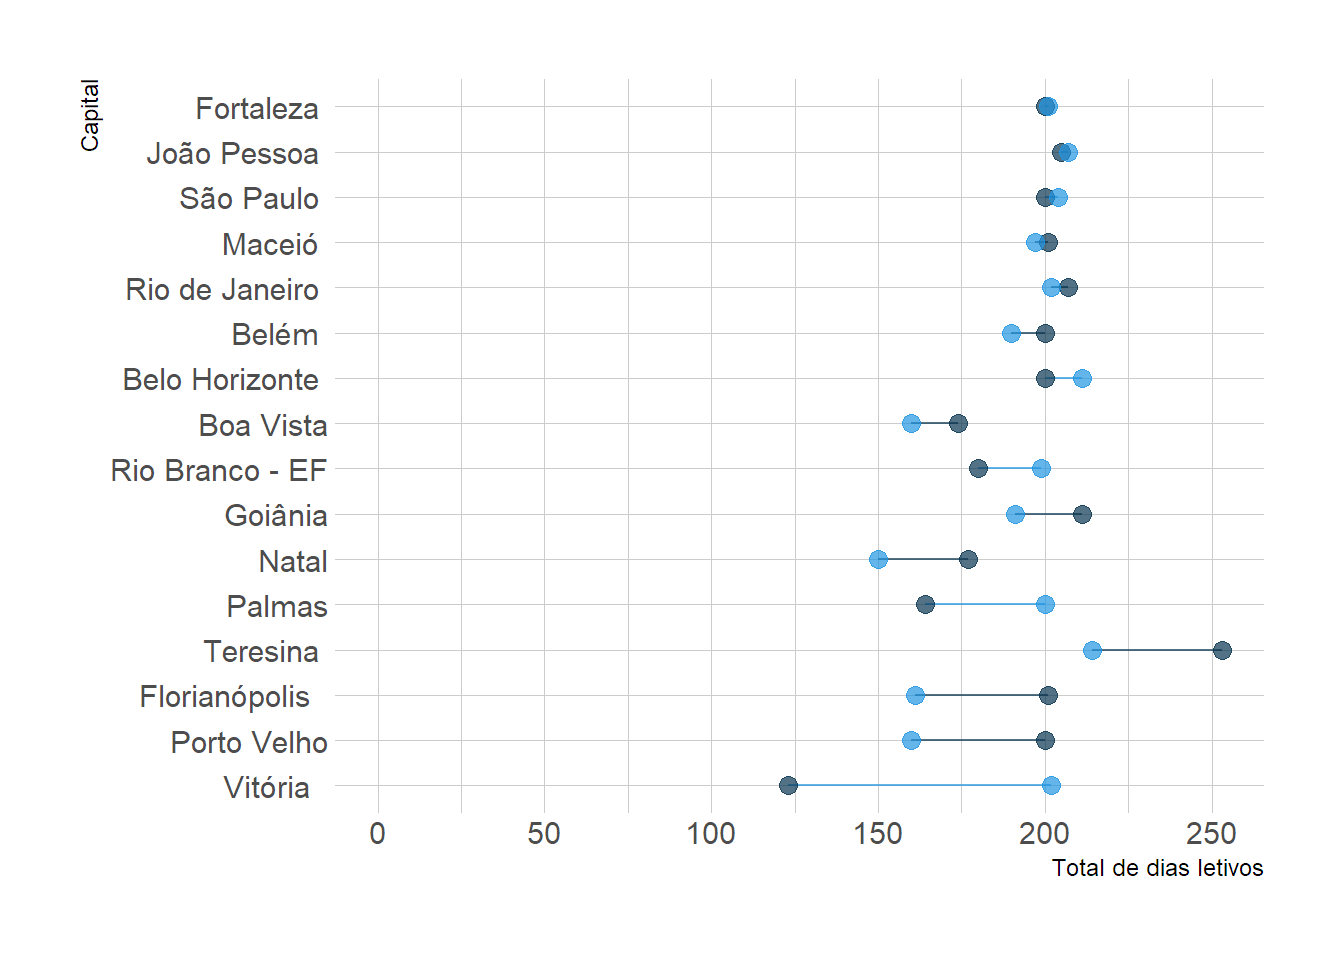 Capital
Fortaleza
João Pessoa
São Paulo
Maceió
Rio de Janeiro
Belém
Belo Horizonte
Boa Vista
Rio Branco - EF
Goiânia
Natal
Palmas
Teresina
Florianópolis
Porto Velho
Vitória
0 50 100 150 200 250
Total de dias letivos